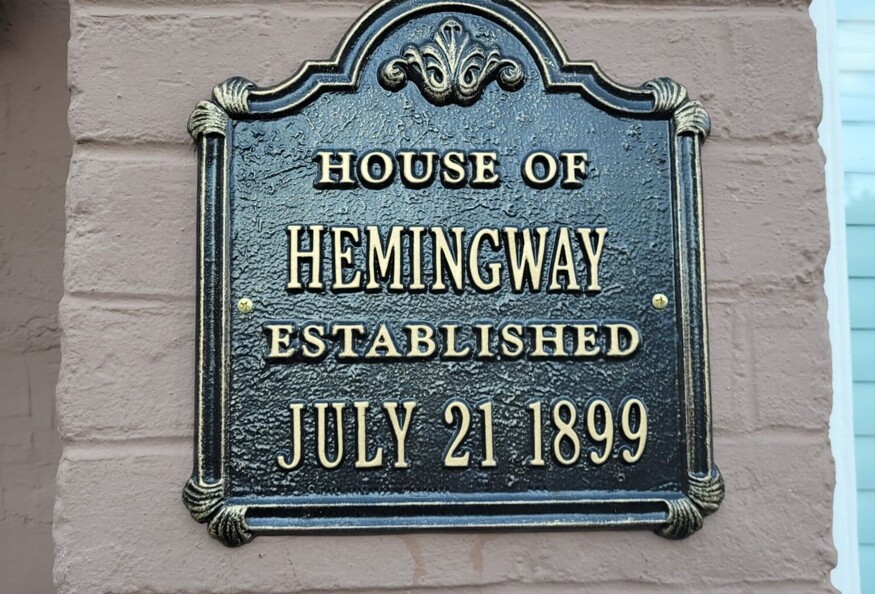 HOUSE OF
HEMINGWAY
ESTABLISHED
JULY 21 1899